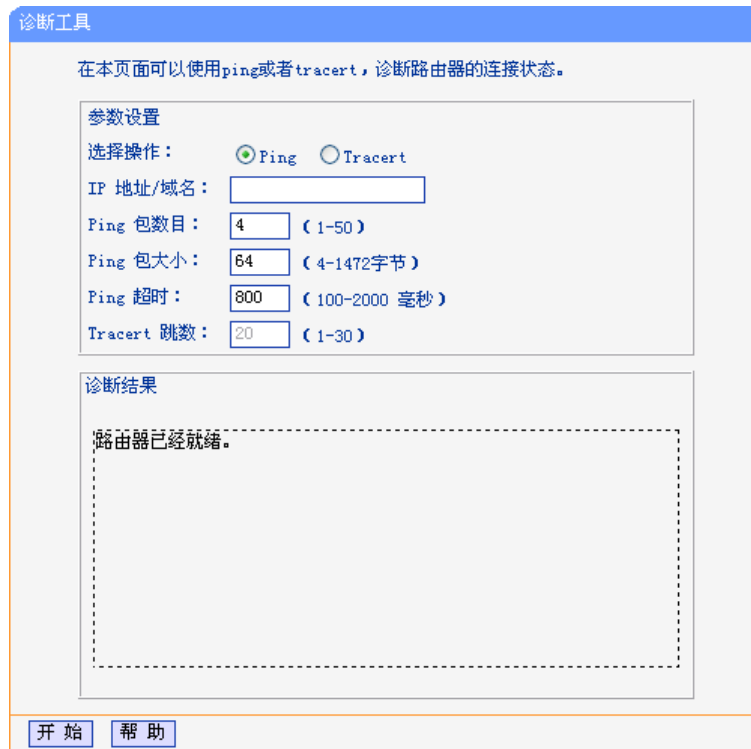 诊断工具
在本页面可以使用ping或者tracert，诊断路由器的连接状态。
参数设置
选择操作： Ping Tracert
IP 地址/域名：
Ping 包数目： 4 （1-50）
Ping 包大小： 64 （4-1472字节）
Ping 超时： 800 （100-2000 毫秒）
Tracert 跳数： 20 （1-30）
诊断结果
路由器已经就绪。
开 始 帮 助